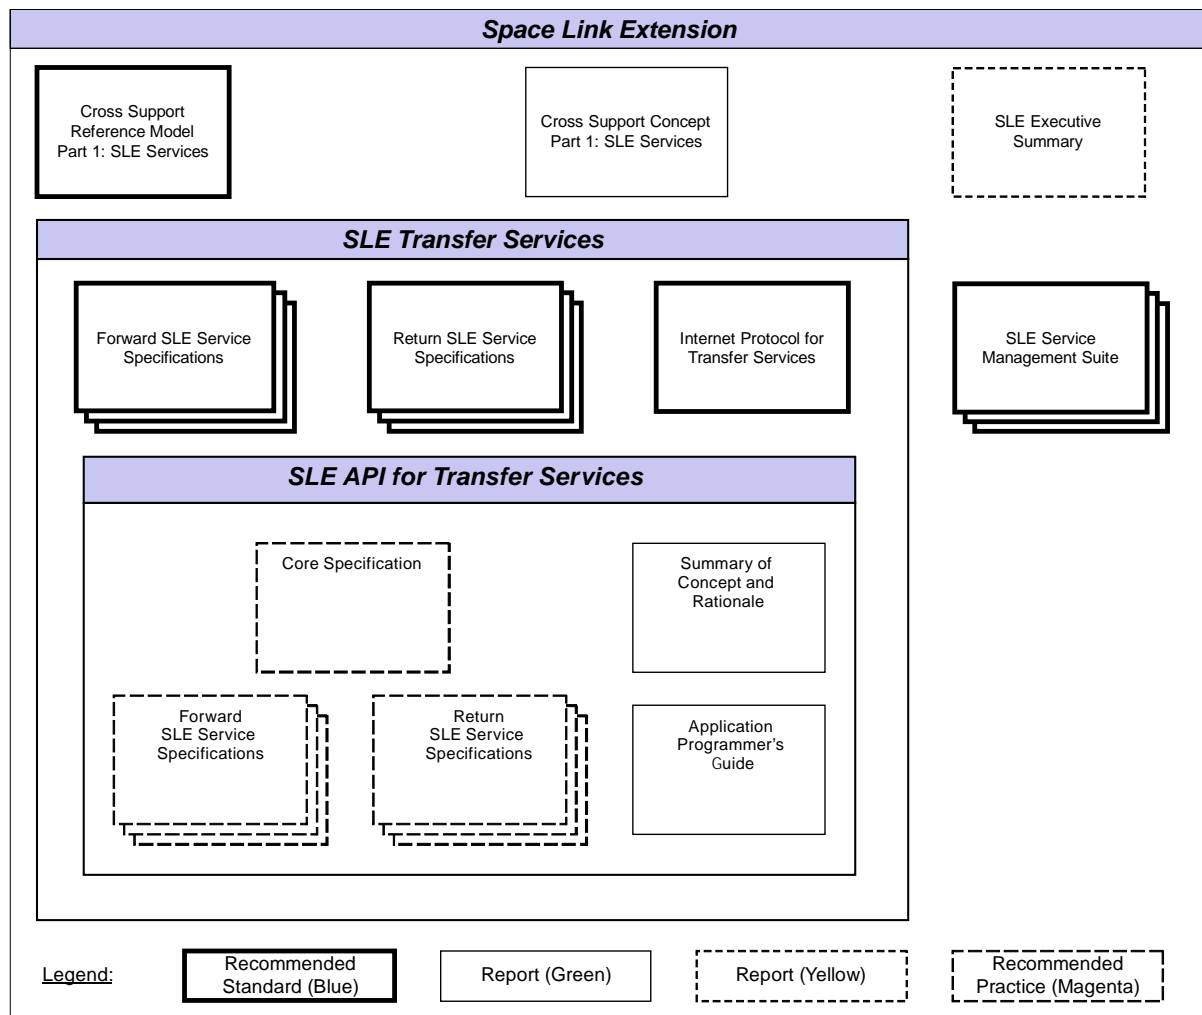 Space Link Extension
Cross Support
Reference Model
Part 1: SLE Services
Cross Support Concept
Part 1: SLE Services
SLE Executive
Summary
SLE Transfer Services
Forward SLE Service
Specifications
Return SLE Service
Specifications
Internet Protocol for
Transfer Services
SLE Service
Management Suite
SLE API for Transfer Services
Core Specification
Summary of
Concept and
Rationale
Forward
SLE Service
Specifications
Return
SLE Service
Specifications
Application
Programmer’s
Guide
Legend:
Recommended
Standard (Blue)
Report (Green)
Report (Yellow)
Recommended
Practice (Magenta)